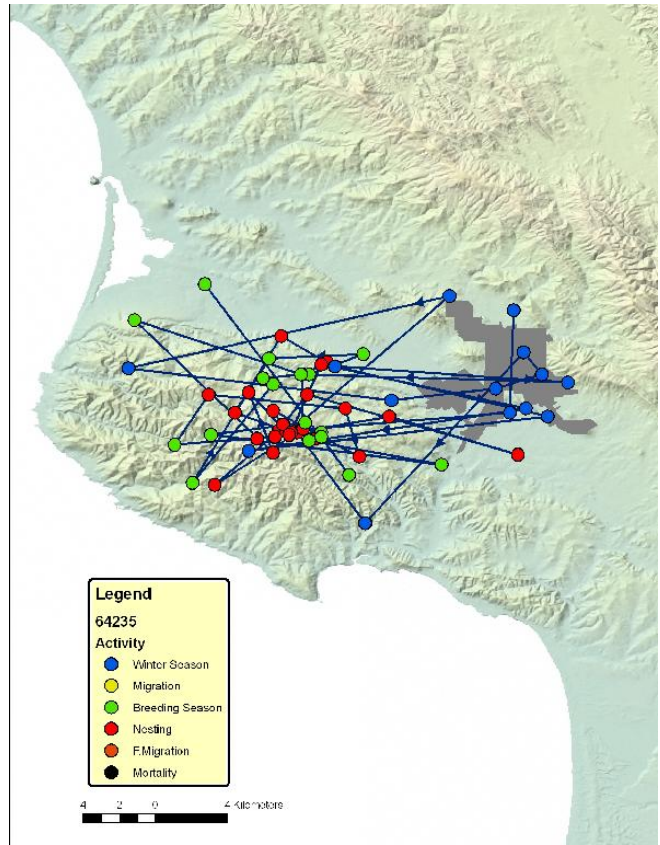 Legend
64235
Activity
Winter Season
Migration
Breeding Season
Nesting
F.Migration
Mortality
4 2 0 4 Kilometers